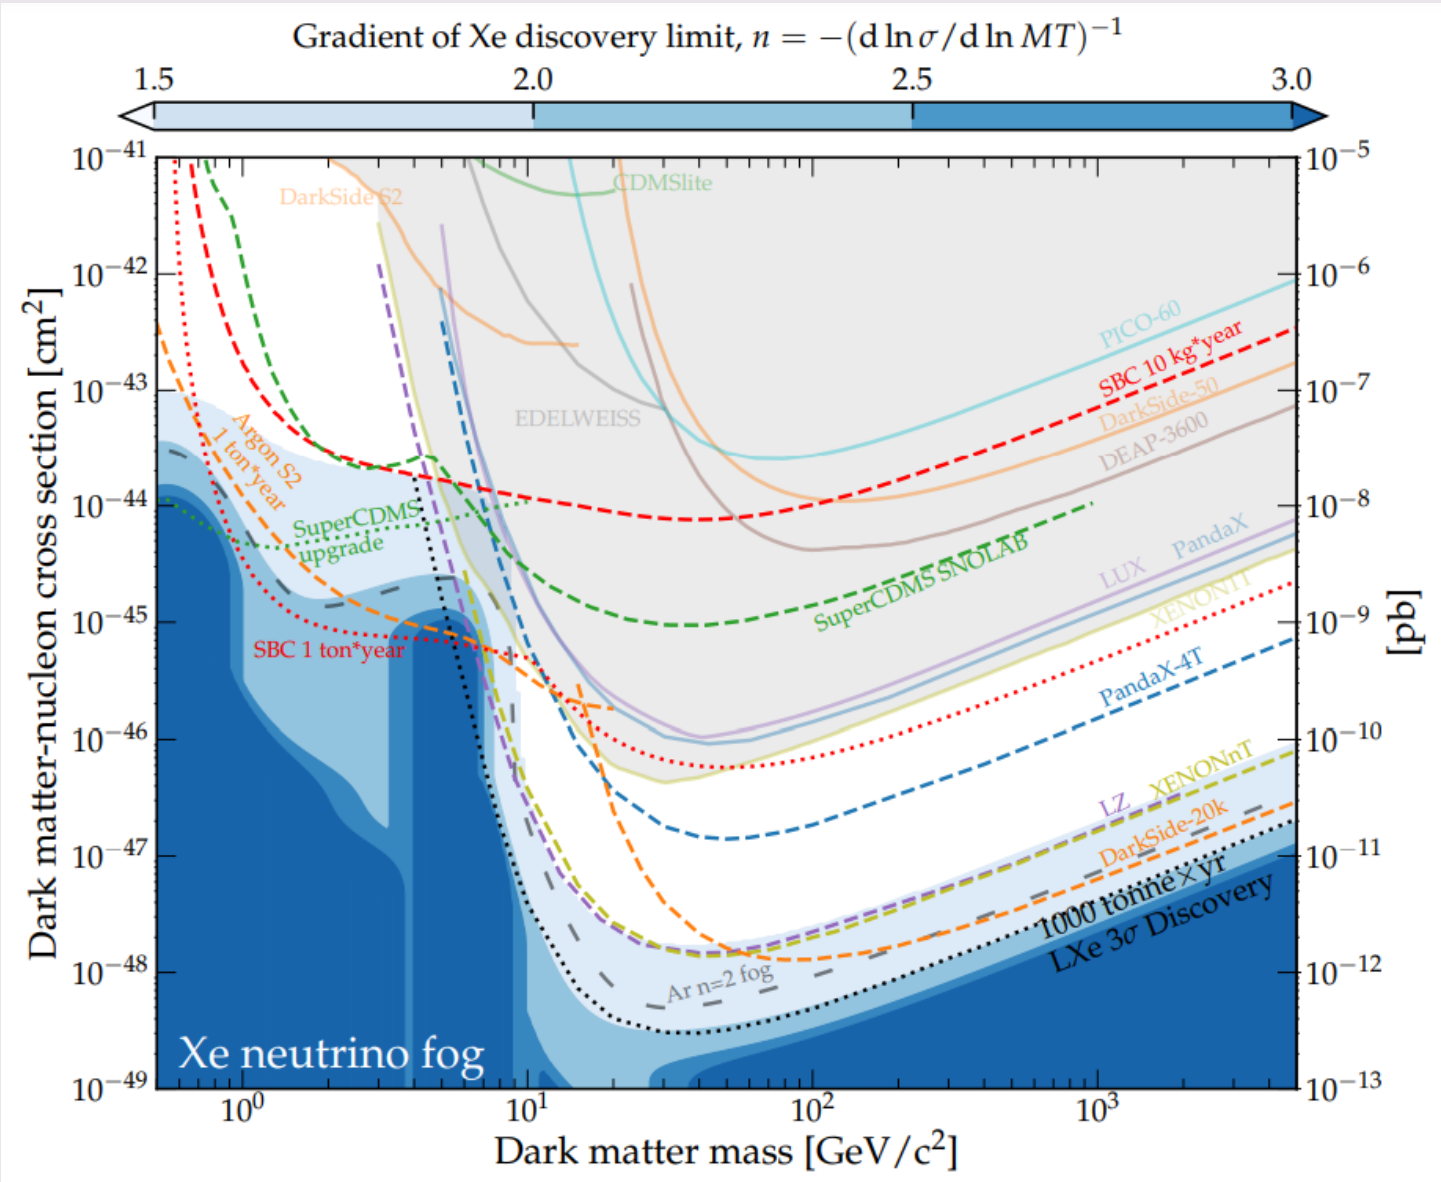 Gradient of Xe discovery limit, n = −(d ln σ/d ln MT)⁻¹
1.5 2.0 2.5 3.0
10⁻⁴¹
10⁻⁴²
10⁻⁴³
10⁻⁴⁴
10⁻⁴⁵
10⁻⁴⁶
10⁻⁴⁷
10⁻⁴⁸
10⁻⁴⁹
Dark matter-nucleon cross section [cm²]
DarkSide S2
CDMSlite
PICO-60
SBC 10 kg*year
DarkSide-50
DEAP-3600
EDELWEISS
Argon S2
1 ton*year
SuperCDMS
upgrade
SBC 1 ton*year
SuperCDMS SNOLAB
PandaX
LUX
XENON1T
PandaX-4T
XENONnT
LZ
DarkSide-20k
1000 tonne×yr
LXe 3σ Discovery
Ar n=2 fog
Xe neutrino fog
10⁻⁵
10⁻⁶
10⁻⁷
10⁻⁸
10⁻⁹
10⁻¹⁰
10⁻¹¹
10⁻¹²
10⁻¹³
[pb]
10⁰ 10¹ 10² 10³
Dark matter mass [GeV/c²]